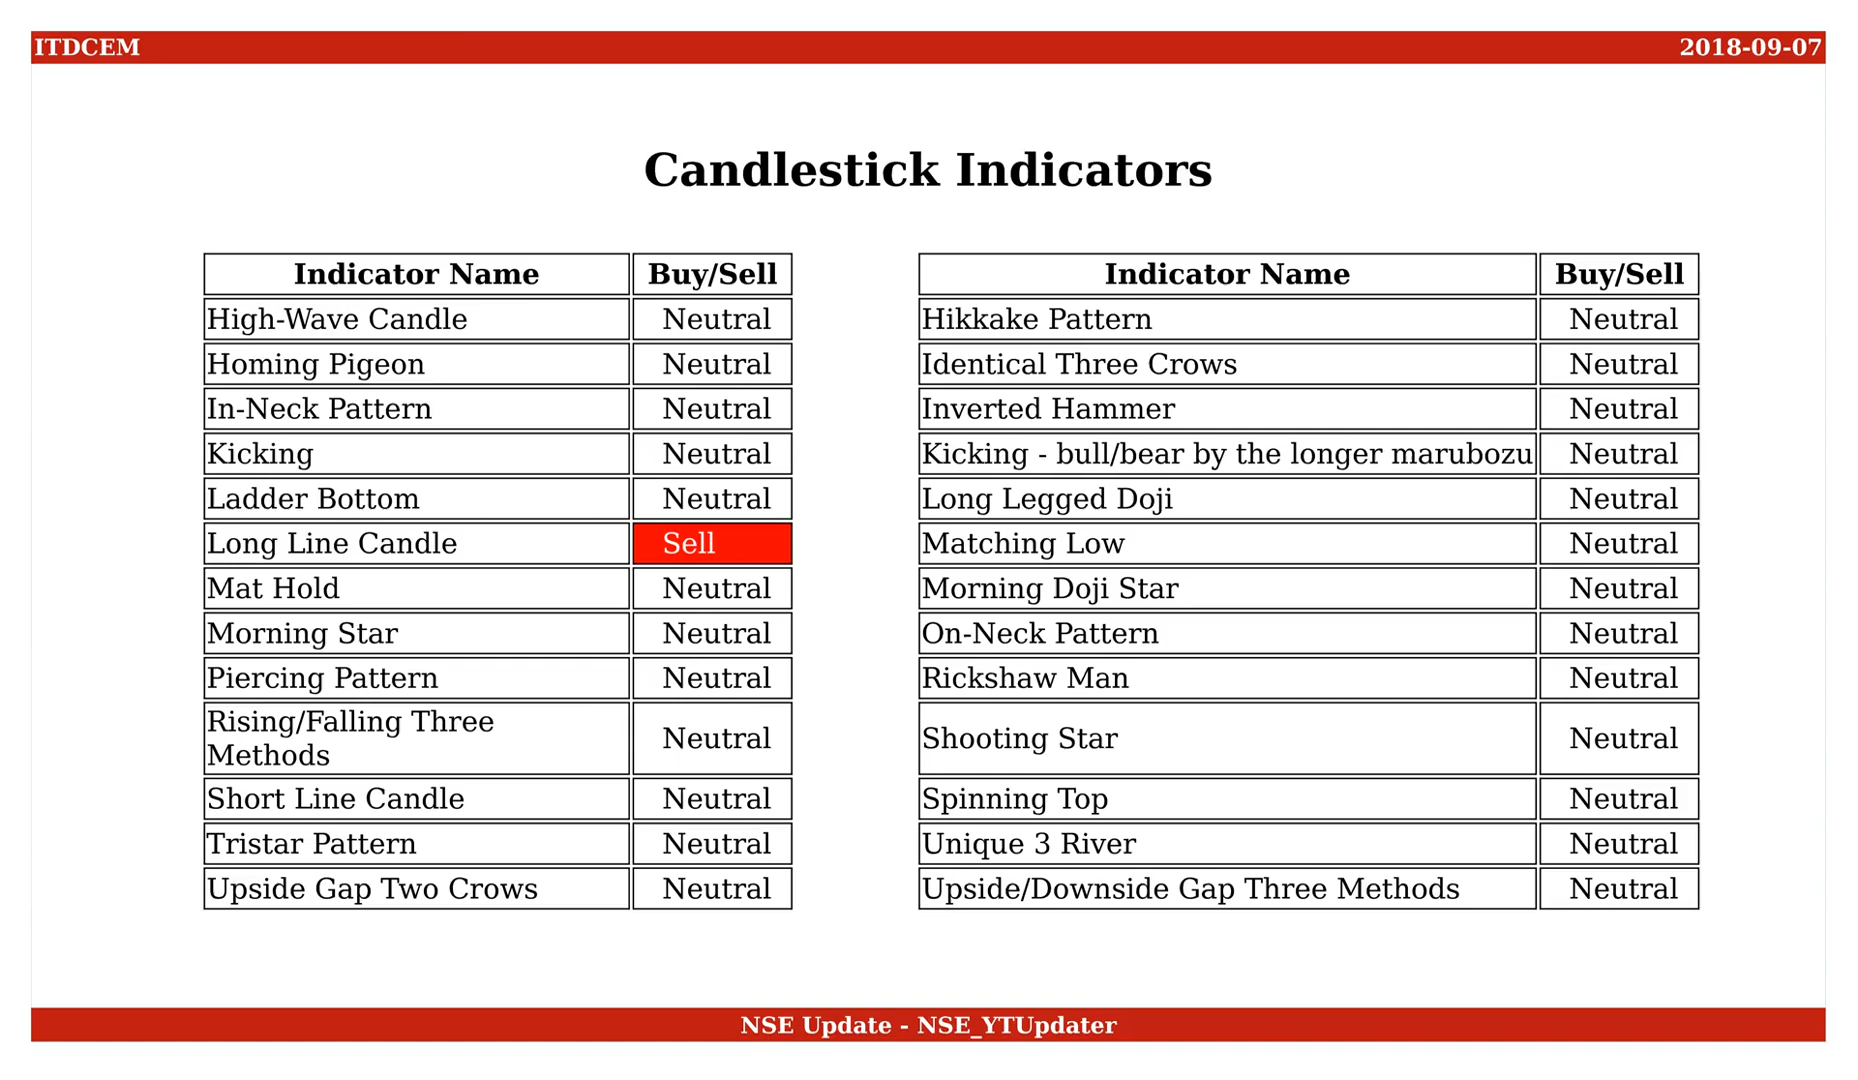 ITDCEM
2018-09-07
Candlestick Indicators
Indicator Name Buy/Sell
High-Wave Candle Neutral
Homing Pigeon Neutral
In-Neck Pattern Neutral
Kicking Neutral
Ladder Bottom Neutral
Long Line Candle Sell
Mat Hold Neutral
Morning Star Neutral
Piercing Pattern Neutral
Rising/Falling Three
Methods Neutral
Short Line Candle Neutral
Tristar Pattern Neutral
Upside Gap Two Crows Neutral
Indicator Name Buy/Sell
Hikkake Pattern Neutral
Identical Three Crows Neutral
Inverted Hammer Neutral
Kicking - bull/bear by the longer marubozu Neutral
Long Legged Doji Neutral
Matching Low Neutral
Morning Doji Star Neutral
On-Neck Pattern Neutral
Rickshaw Man Neutral
Shooting Star Neutral
Spinning Top Neutral
Unique 3 River Neutral
Upside/Downside Gap Three Methods Neutral
NSE Update - NSE_YTUpdater